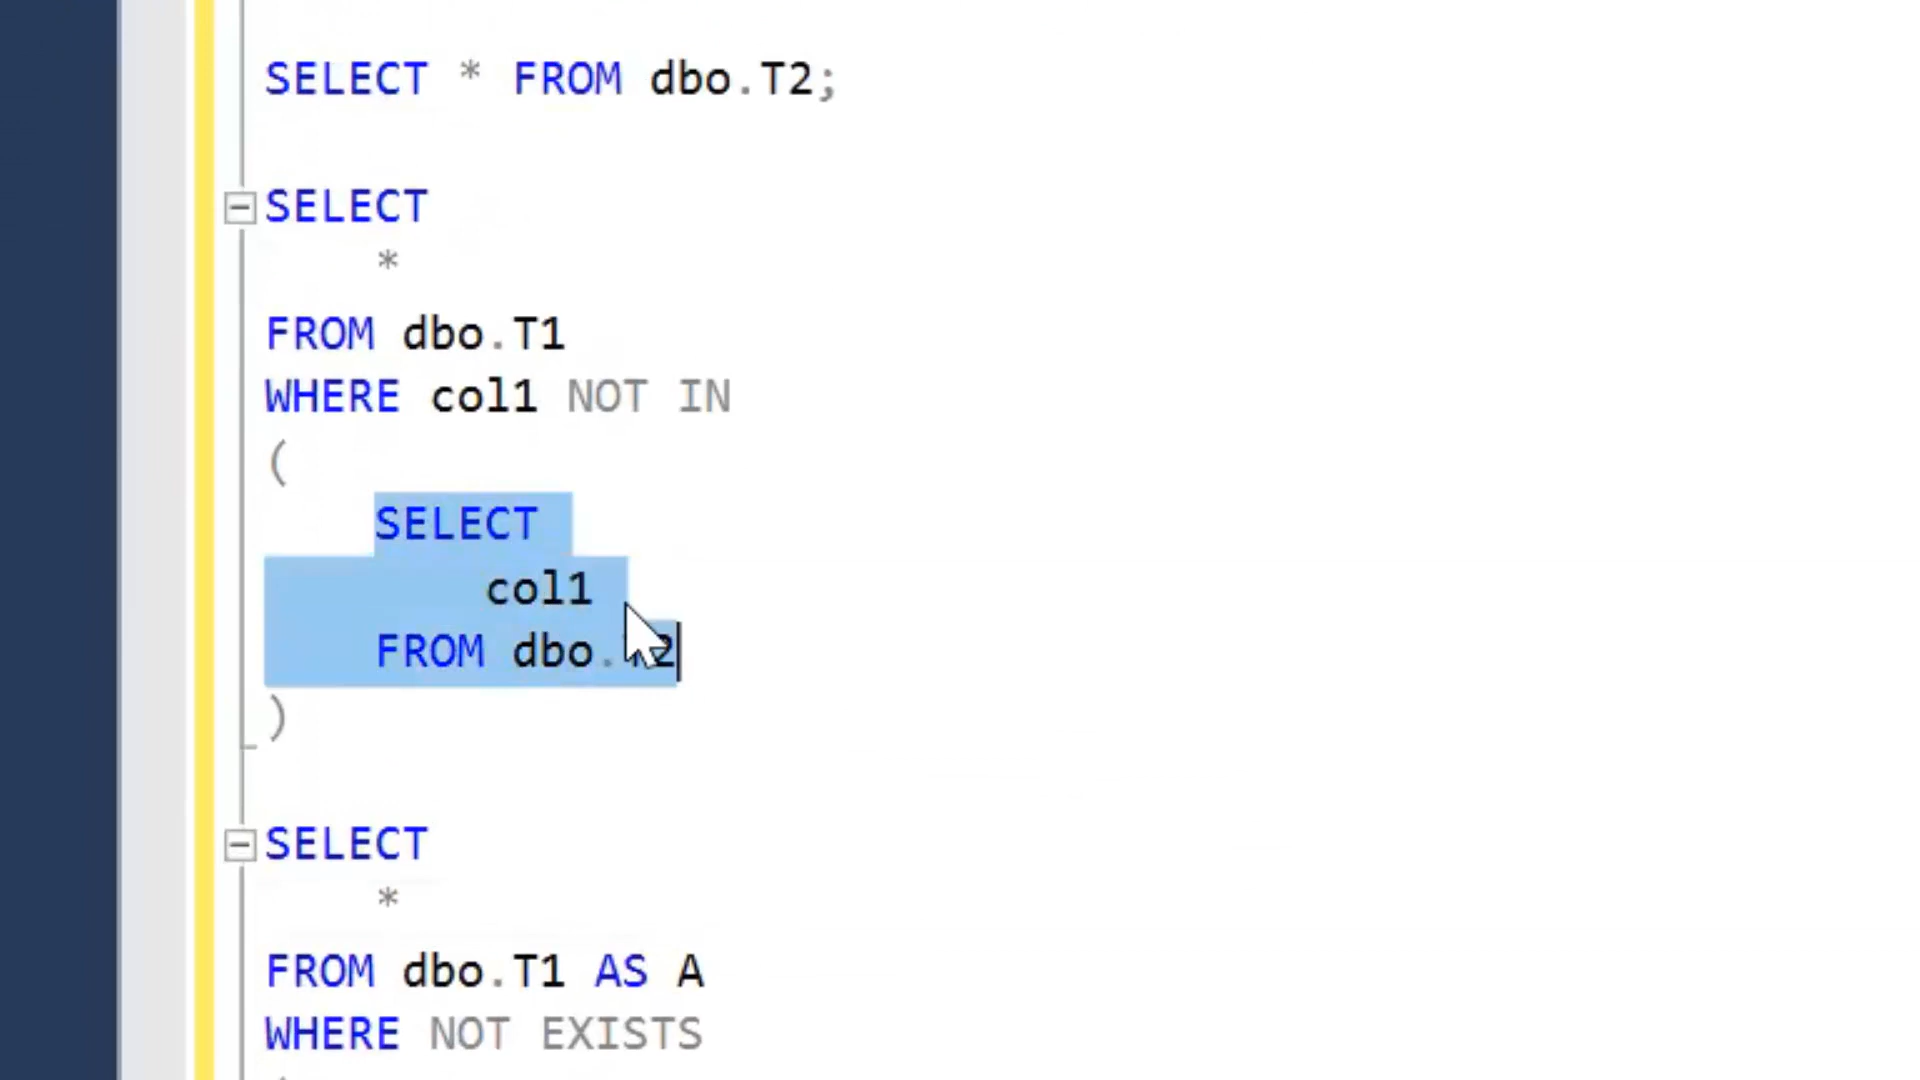 SELECT * FROM dbo.T2;
SELECT
*
FROM dbo.T1
WHERE col1 NOT IN
(
SELECT
col1
FROM dbo.T2
)
SELECT
*
FROM dbo.T1 AS A
WHERE NOT EXISTS